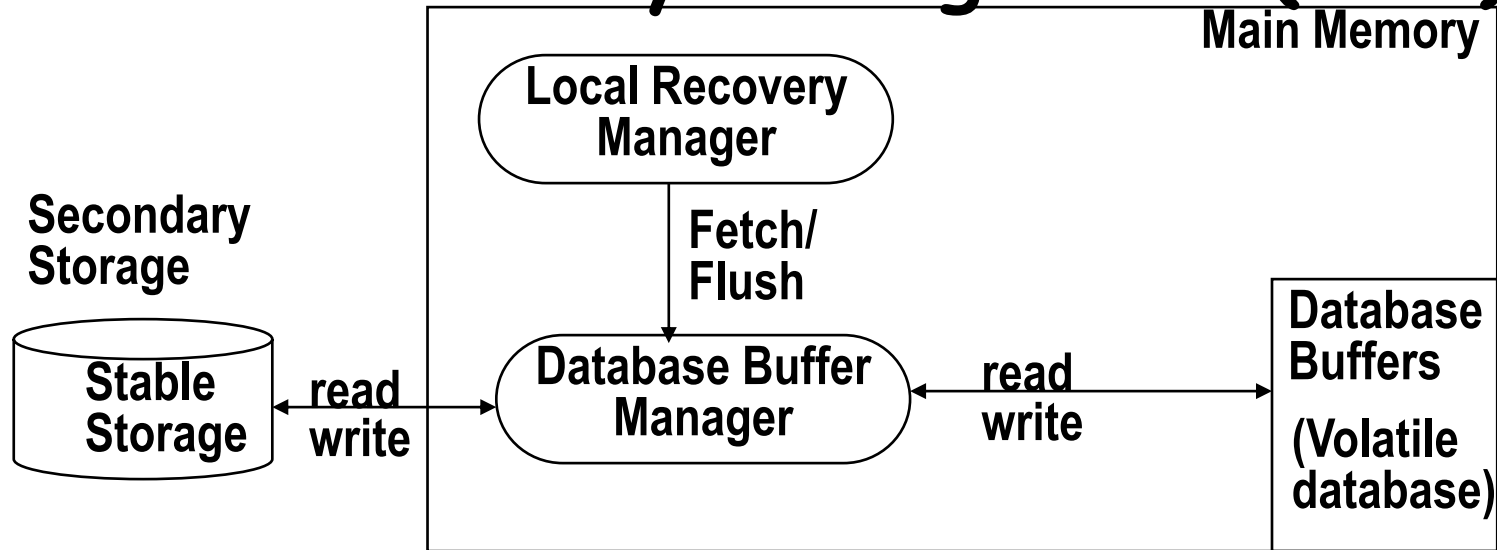 Main Memory
Local Recovery
Manager
Secondary
Storage
Fetch/
Flush
Database
Buffers
(Volatile
database)
Stable
Storage
read
write
Database Buffer
Manager
read
write